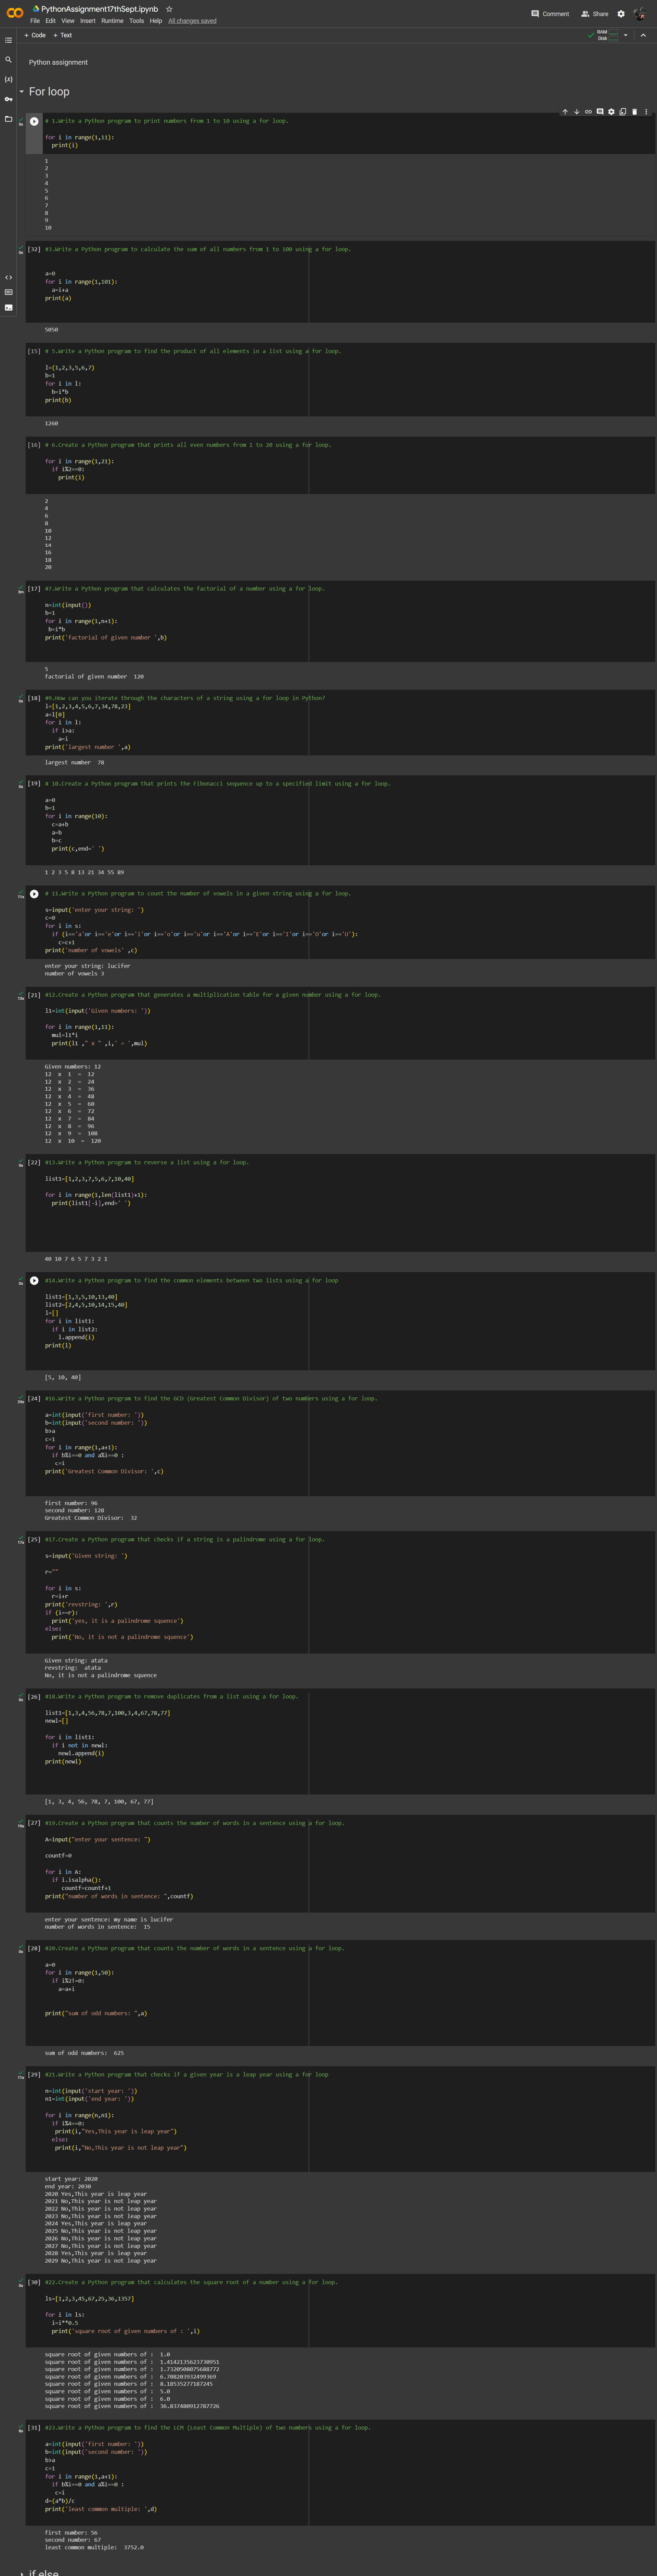 PythonAssignment17thSept.ipynb
File Edit View Insert Runtime Tools Help All changes saved
Comment
Share
+ Code + Text
RAM
Disk
Python assignment
For loop
# 1.Write a Python program to print numbers from 1 to 10 using a for loop.
for i in range(1,11):
print(i)
1
2
3
4
5
6
7
8
9
10
[32] #3.Write a Python program to calculate the sum of all numbers from 1 to 100 using a for loop.
a=0
for i in range(1,101):
a=i+a
print(a)
5050
[15] # 5.Write a Python program to find the product of all elements in a list using a for loop.
l=(1,2,3,5,6,7)
b=1
for i in l:
b=i*b
print(b)
1260
[16] # 6.Create a Python program that prints all even numbers from 1 to 20 using a for loop.
for i in range(1,21):
if i%2==0:
print(i)
2
4
6
8
10
12
14
16
18
20
[17] #7.Write a Python program that calculates the factorial of a number using a for loop.
n=int(input())
b=1
for i in range(1,n+1):
b=i*b
print('factorial of given number ',b)
5
factorial of given number 120
[18] #9.How can you iterate through the characters of a string using a for loop in Python?
l=[1,2,3,4,5,6,7,34,78,23]
a=l[0]
for i in l:
if i>a:
a=i
print('largest number ',a)
largest number 78
[19] # 10.Create a Python program that prints the Fibonacci sequence up to a specified limit using a for loop.
a=0
b=1
for i in range(10):
c=a+b
a=b
b=c
print(c,end=' ')
1 2 3 5 8 13 21 34 55 89
# 11.Write a Python program to count the number of vowels in a given string using a for loop.
s=input('enter your string: ')
c=0
for i in s:
if (i=='a'or i=='e'or i=='i'or i=='o'or i=='u'or i=='A'or i=='E'or i=='I'or i=='O'or i=='U'):
c=c+1
print('number of vowels' ,c)
enter your string: lucifer
number of vowels 3
[21] #12.Create a Python program that generates a multiplication table for a given number using a for loop.
l1=int(input('Given numbers: '))
for i in range(1,11):
mul=l1*i
print(l1 ," x " ,i,' = ',mul)
Given numbers: 12
12 x 1 = 12
12 x 2 = 24
12 x 3 = 36
12 x 4 = 48
12 x 5 = 60
12 x 6 = 72
12 x 7 = 84
12 x 8 = 96
12 x 9 = 108
12 x 10 = 120
[22] #13.Write a Python program to reverse a list using a for loop.
list1=[1,2,3,7,5,6,7,10,40]
for i in range(1,len(list1)+1):
print(list1[-i],end=' ')
40 10 7 6 5 7 3 2 1
#14.Write a Python program to find the common elements between two lists using a for loop
list1=[1,3,5,10,13,40]
list2=[2,4,5,10,14,15,40]
l=[]
for i in list1:
if i in list2:
l.append(i)
print(l)
[5, 10, 40]
[24] #16.Write a Python program to find the GCD (Greatest Common Divisor) of two numbers using a for loop.
a=int(input('first number: '))
b=int(input('second number: '))
b>a
c=1
for i in range(1,a+1):
if b%i==0 and a%i==0 :
c=i
print('Greatest Common Divisor: ',c)
first number: 96
second number: 128
Greatest Common Divisor: 32
[25] #17.Create a Python program that checks if a string is a palindrome using a for loop.
s=input('Given string: ')
r=""
for i in s:
r=i+r
print('revstring: ',r)
if (i==r):
print('yes, it is a palindrome squence')
else:
print('No, it is not a palindrome squence')
Given string: atata
revstring: atata
No, it is not a palindrome squence
[26] #18.Write a Python program to remove duplicates from a list using a for loop.
list1=[1,3,4,56,78,7,100,3,4,67,78,77]
newl=[]
for i in list1:
if i not in newl:
newl.append(i)
print(newl)
[1, 3, 4, 56, 78, 7, 100, 67, 77]
[27] #19.Create a Python program that counts the number of words in a sentence using a for loop.
A=input("enter your sentence: ")
countf=0
for i in A:
if i.isalpha():
countf=countf+1
print("number of words in sentence: ",countf)
enter your sentence: my name is lucifer
number of words in sentence: 15
[28] #20.Create a Python program that counts the number of words in a sentence using a for loop.
a=0
for i in range(1,50):
if i%2!=0:
a=a+i
print("sum of odd numbers: ",a)
sum of odd numbers: 625
[29] #21.Write a Python program that checks if a given year is a leap year using a for loop
n=int(input('start year: '))
n1=int(input('end year: '))
for i in range(n,n1):
if i%4==0:
print(i,"Yes,This year is leap year")
else:
print(i,"No,This year is not leap year")
start year: 2020
end year: 2030
2020 Yes,This year is leap year
2021 No,This year is not leap year
2022 No,This year is not leap year
2023 No,This year is not leap year
2024 Yes,This year is leap year
2025 No,This year is not leap year
2026 No,This year is not leap year
2027 No,This year is not leap year
2028 Yes,This year is leap year
2029 No,This year is not leap year
[30] #22.Create a Python program that calculates the square root of a number using a for loop.
ls=[1,2,3,45,67,25,36,1357]
for i in ls:
i=i**0.5
print('square root of given numbers of : ',i)
square root of given numbers of : 1.0
square root of given numbers of : 1.4142135623730951
square root of given numbers of : 1.7320508075688772
square root of given numbers of : 6.708203932499369
square root of given numbers of : 8.18535277187245
square root of given numbers of : 5.0
square root of given numbers of : 6.0
square root of given numbers of : 36.837480912787726
[31] #23.Write a Python program to find the LCM (Least Common Multiple) of two numbers using a for loop.
a=int(input('first number: '))
b=int(input('second number: '))
b>a
c=1
for i in range(1,a+1):
if b%i==0 and a%i==0 :
c=i
d=(a*b)/c
print('least common multiple: ',d)
first number: 56
second number: 67
least common multiple: 3752.0
if else